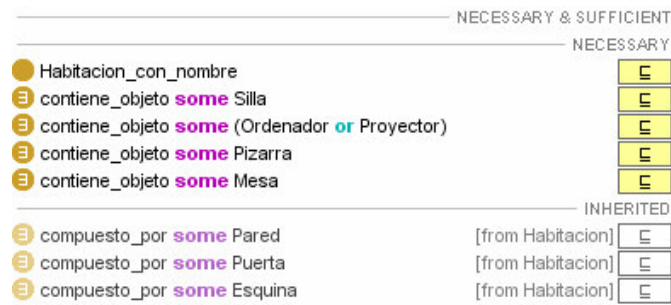 NECESSARY & SUFFICIENT
NECESSARY
Habitacion_con_nombre ⊑
∃ contiene_objeto some Silla ⊑
∃ contiene_objeto some (Ordenador or Proyector) ⊑
∃ contiene_objeto some Pizarra ⊑
∃ contiene_objeto some Mesa ⊑
INHERITED
∃ compuesto_por some Pared [from Habitacion] ⊑
∃ compuesto_por some Puerta [from Habitacion] ⊑
∃ compuesto_por some Esquina [from Habitacion] ⊑